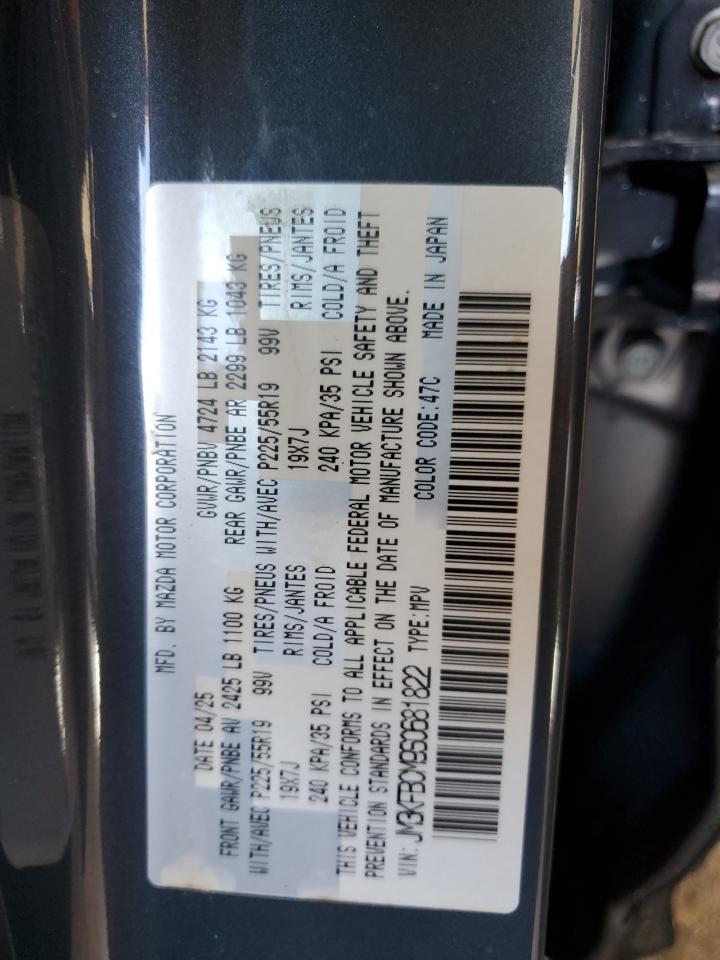 MFD. BY MAZDA MOTOR CORPORATION
DATE 04/25 GVWR/PNBV 4724 LB 2143 KG
FRONT GAWR/PNBE AV 2425 LB 1100 KG REAR GAWR/PNBE AR 2299 LB 1043 KG
WITH/AVEC P225/55R19 99V TIRES/PNEUS WITH/AVEC P225/55R19 99V TIRES/PNEUS
19X7J RIMS/JANTES 19X7J RIMS/JANTES
240 KPA/35 PSI COLD/A FROID 240 KPA/35 PSI COLD/A FROID
THIS VEHICLE CONFORMS TO ALL APPLICABLE FEDERAL MOTOR VEHICLE SAFETY AND THEFT
PREVENTION STANDARDS IN EFFECT ON THE DATE OF MANUFACTURE SHOWN ABOVE.
VIN: JM3KFBCM9S0681822 TYPE:MPV COLOR CODE:47C MADE IN JAPAN